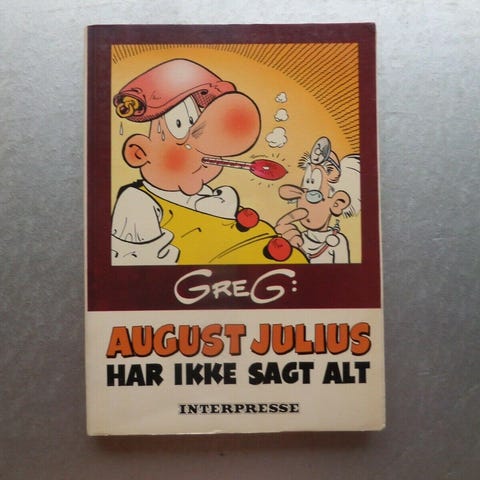 GREG:
AUGUST JULIUS
HAR IKKE SAGT ALT
INTERPRESSE